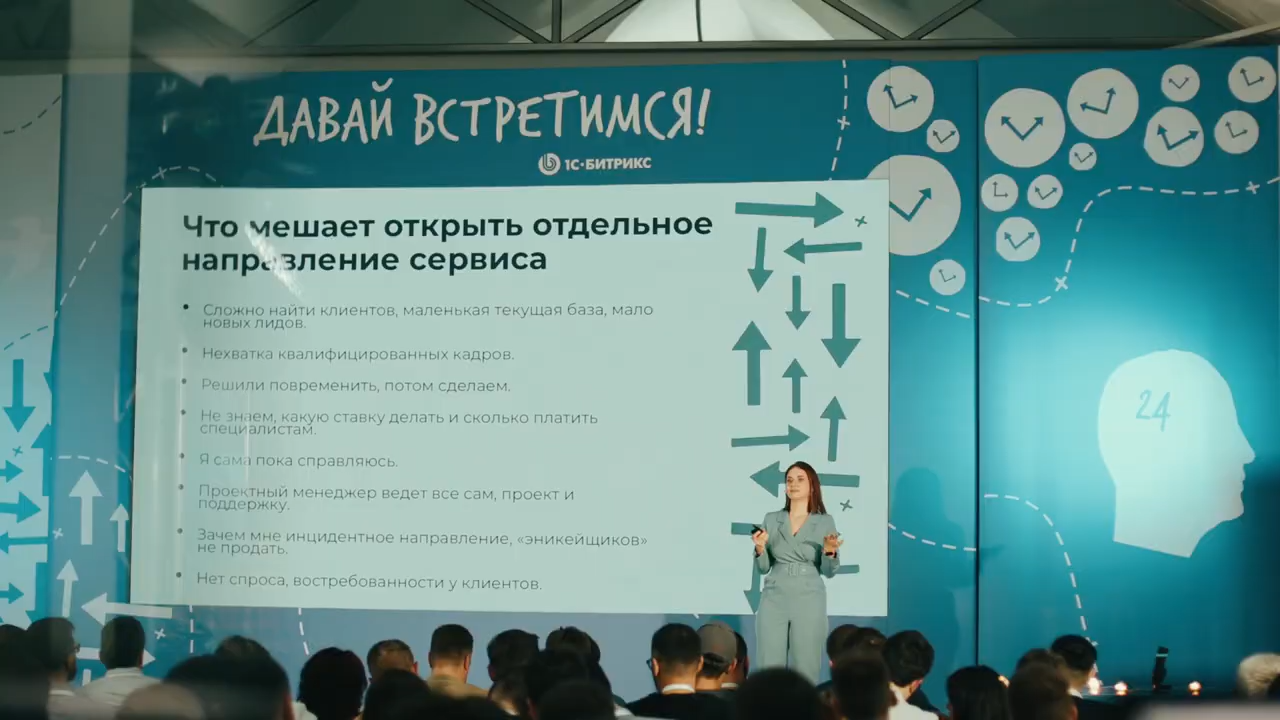 ДАВАЙ ВСТРЕТИМСЯ!
1С·БИТРИКС
Что мешает открыть отдельное
направление сервиса
• Сложно найти клиентов, маленькая текущая база, мало
новых лидов.
• Нехватка квалифицированных кадров.
• Решили повременить, потом сделаем.
• Не знаем, какую ставку делать и сколько платить
специалистам.
• Я сама пока справляюсь.
• Проектный менеджер ведет все сам, проект и
поддержку.
• Зачем мне инцидентное направление, «эникейщиков»
не продать.
• Нет спроса, востребованности у клиентов.
24